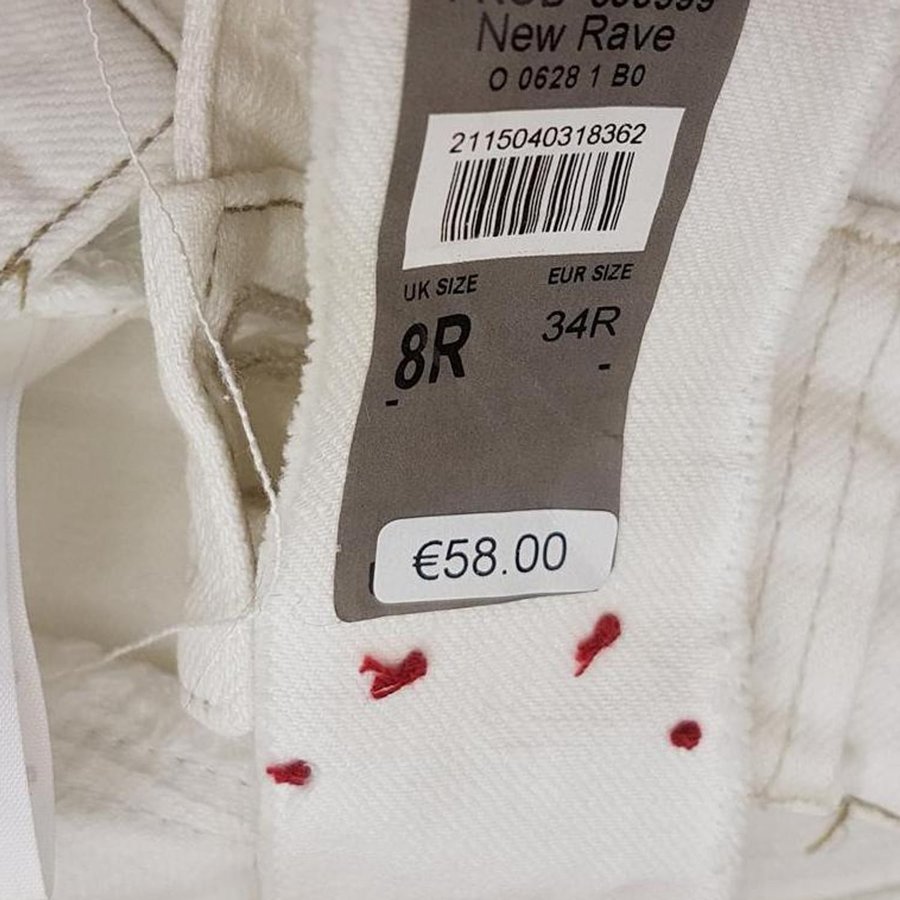 New Rave
O 0628 1 B0
2115040318362
UK SIZE EUR SIZE
8R 34R
- -
€58.00